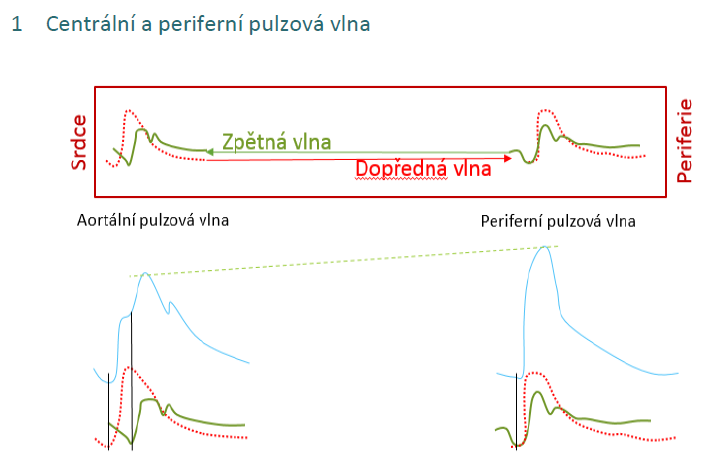 1 Centrální a periferní pulzová vlna
Srdce
Zpětná vlna
Dopředná vlna
Periferie
Aortální pulzová vlna
Periferní pulzová vlna